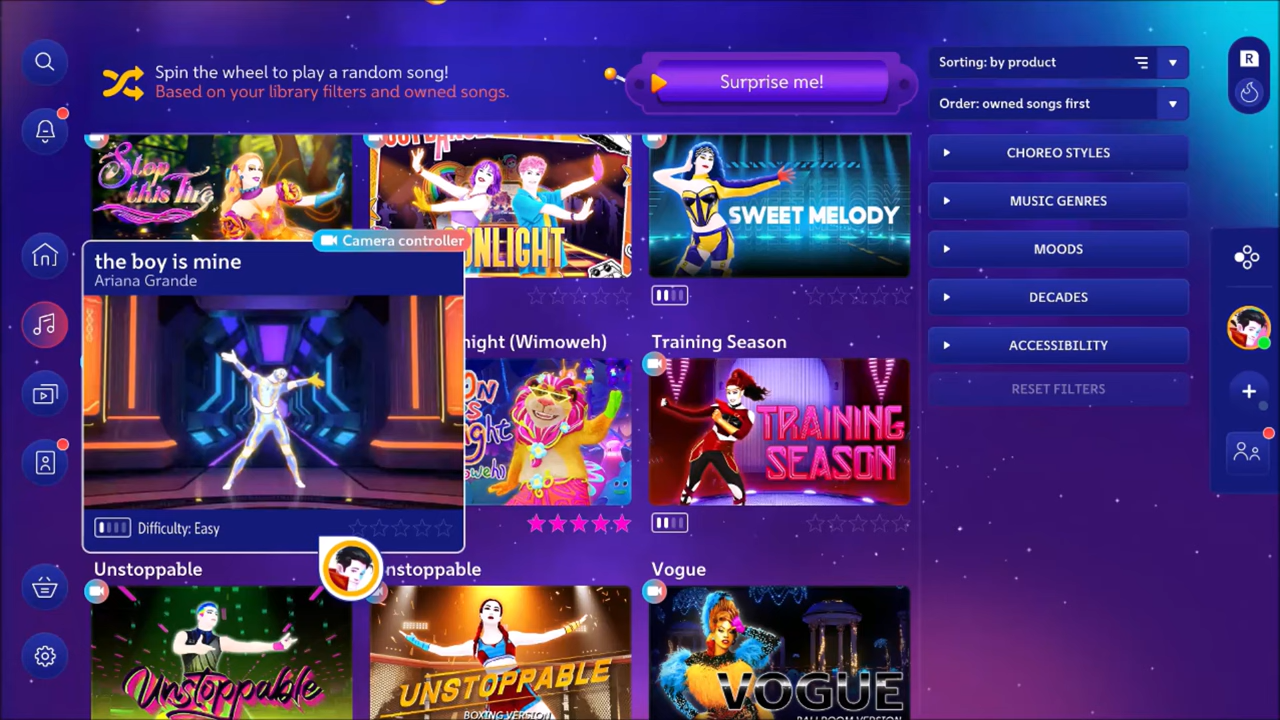 Spin the wheel to play a random song!
Based on your library filters and owned songs.
Surprise me!
Sorting: by product
R
Order: owned songs first
Stop
this Fire
SWEET MELODY
CHOREO STYLES
MUSIC GENRES
MOODS
DECADES
ACCESSIBILITY
RESET FILTERS
Camera controller
the boy is mine
Ariana Grande
Difficulty: Easy
(Wimoweh)
Training Season
TRAINING
SEASON
Unstoppable
Unstoppable
nstoppable
UNSTOPPABLE
BOXING VERSION
Vogue
VOGUE
BALLROOM VERSION